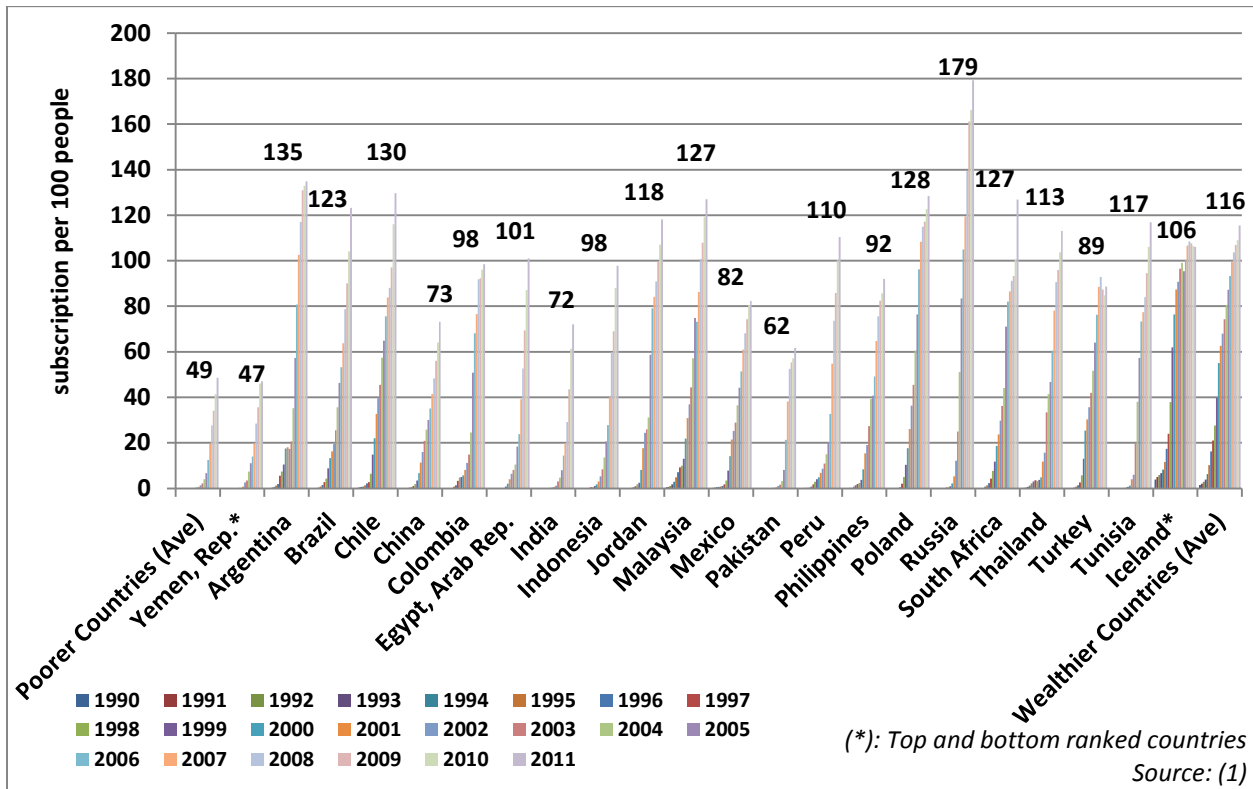 subscription per 100 people
200
180
160
140
120
100
80
60
40
20
0
49
47
135
123
130
73
98
101
72
98
118
127
82
62
110
92
128
179
127
113
89
117
106
116
Poorer Countries (Ave)
Yemen, Rep.*
Argentina
Brazil
Chile
China
Colombia
Egypt, Arab Rep.
India
Indonesia
Jordan
Malaysia
Mexico
Pakistan
Peru
Philippines
Poland
Russia
South Africa
Thailand
Turkey
Tunisia
Iceland*
Wealthier Countries (Ave)
1990 1991 1992 1993 1994 1995 1996 1997
1998 1999 2000 2001 2002 2003 2004 2005
2006 2007 2008 2009 2010 2011
(*): Top and bottom ranked countries
Source: (1)